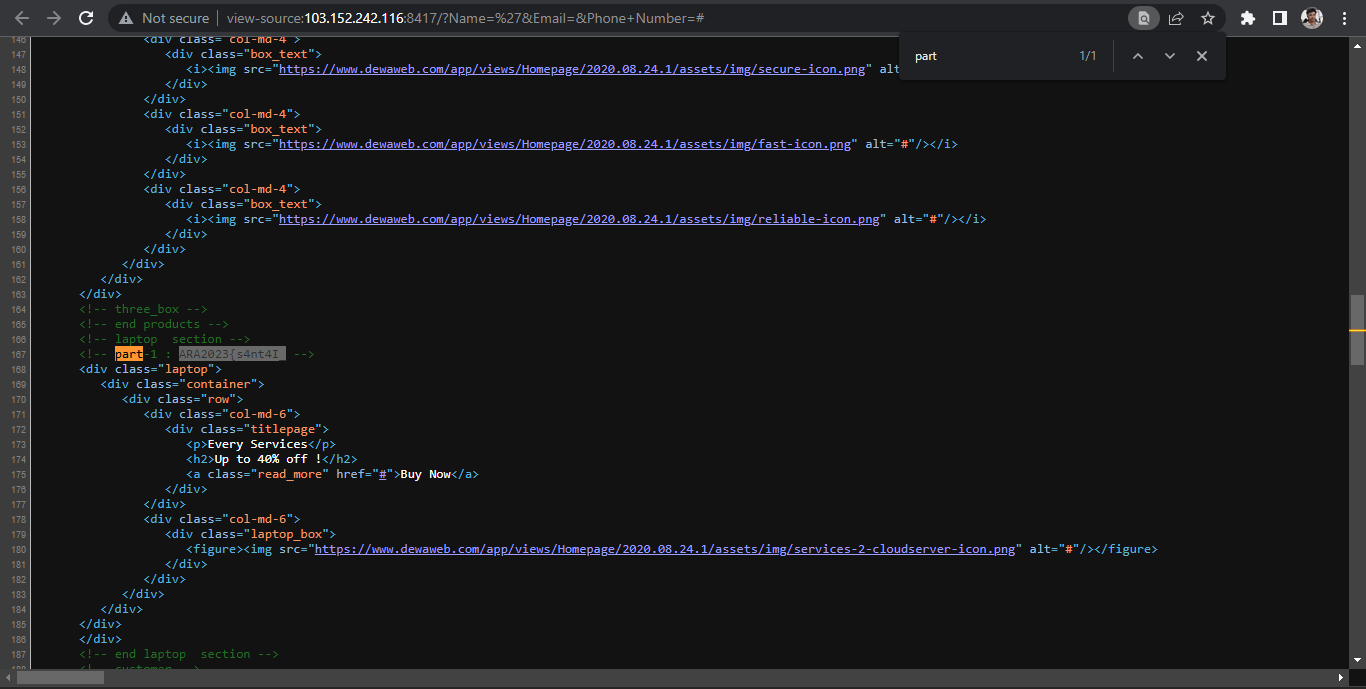 Not secure | view-source:103.152.242.116:8417/?Name=%27&Email=&Phone+Number=#
part 1/1
146 <div class="col-md-4">
147 <div class="box_text">
148 <i><img src="https://www.dewaweb.com/app/views/Homepage/2020.08.24.1/assets/img/secure-icon.png" alt
149 </div>
150 </div>
151 <div class="col-md-4">
152 <div class="box_text">
153 <i><img src="https://www.dewaweb.com/app/views/Homepage/2020.08.24.1/assets/img/fast-icon.png" alt="#"/></i>
154 </div>
155 </div>
156 <div class="col-md-4">
157 <div class="box_text">
158 <i><img src="https://www.dewaweb.com/app/views/Homepage/2020.08.24.1/assets/img/reliable-icon.png" alt="#"/></i>
159 </div>
160 </div>
161 </div>
162 </div>
163 </div>
164 <!-- three_box -->
165 <!-- end products -->
166 <!-- laptop  section -->
167 <!-- part-1 : ARA2023{s4nt4I_ -->
168 <div class="laptop">
169 <div class="container">
170 <div class="row">
171 <div class="col-md-6">
172 <div class="titlepage">
173 <p>Every Services</p>
174 <h2>Up to 40% off !</h2>
175 <a class="read_more" href="#">Buy Now</a>
176 </div>
177 </div>
178 <div class="col-md-6">
179 <div class="laptop_box">
180 <figure><img src="https://www.dewaweb.com/app/views/Homepage/2020.08.24.1/assets/img/services-2-cloudserver-icon.png" alt="#"/></figure>
181 </div>
182 </div>
183 </div>
184 </div>
185 </div>
186 </div>
187 <!-- end laptop  section -->
188 <!-- customer -->